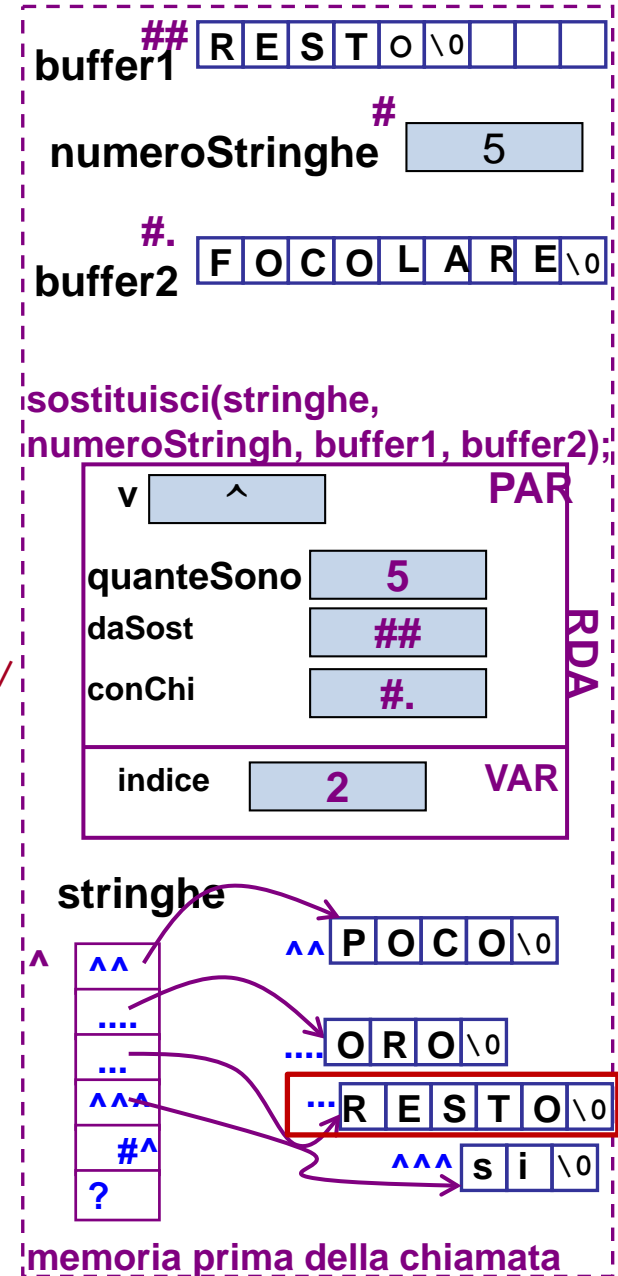 ##
buffer1 R E S T O \0
#
numeroStringhe 5
#.
buffer2 F O C O L A R E \0
sostituisci(stringhe,
numeroStringh, buffer1, buffer2);
v ^ PAR
quanteSono 5
daSost ##
RDA
conChi #.
indice 2 VAR
stringhe
^ ^^ ^^ P O C O \0
.... .... O R O \0
... ... R E S T O \0
^^^ ^^^ s i \0
#^
?
memoria prima della chiamata